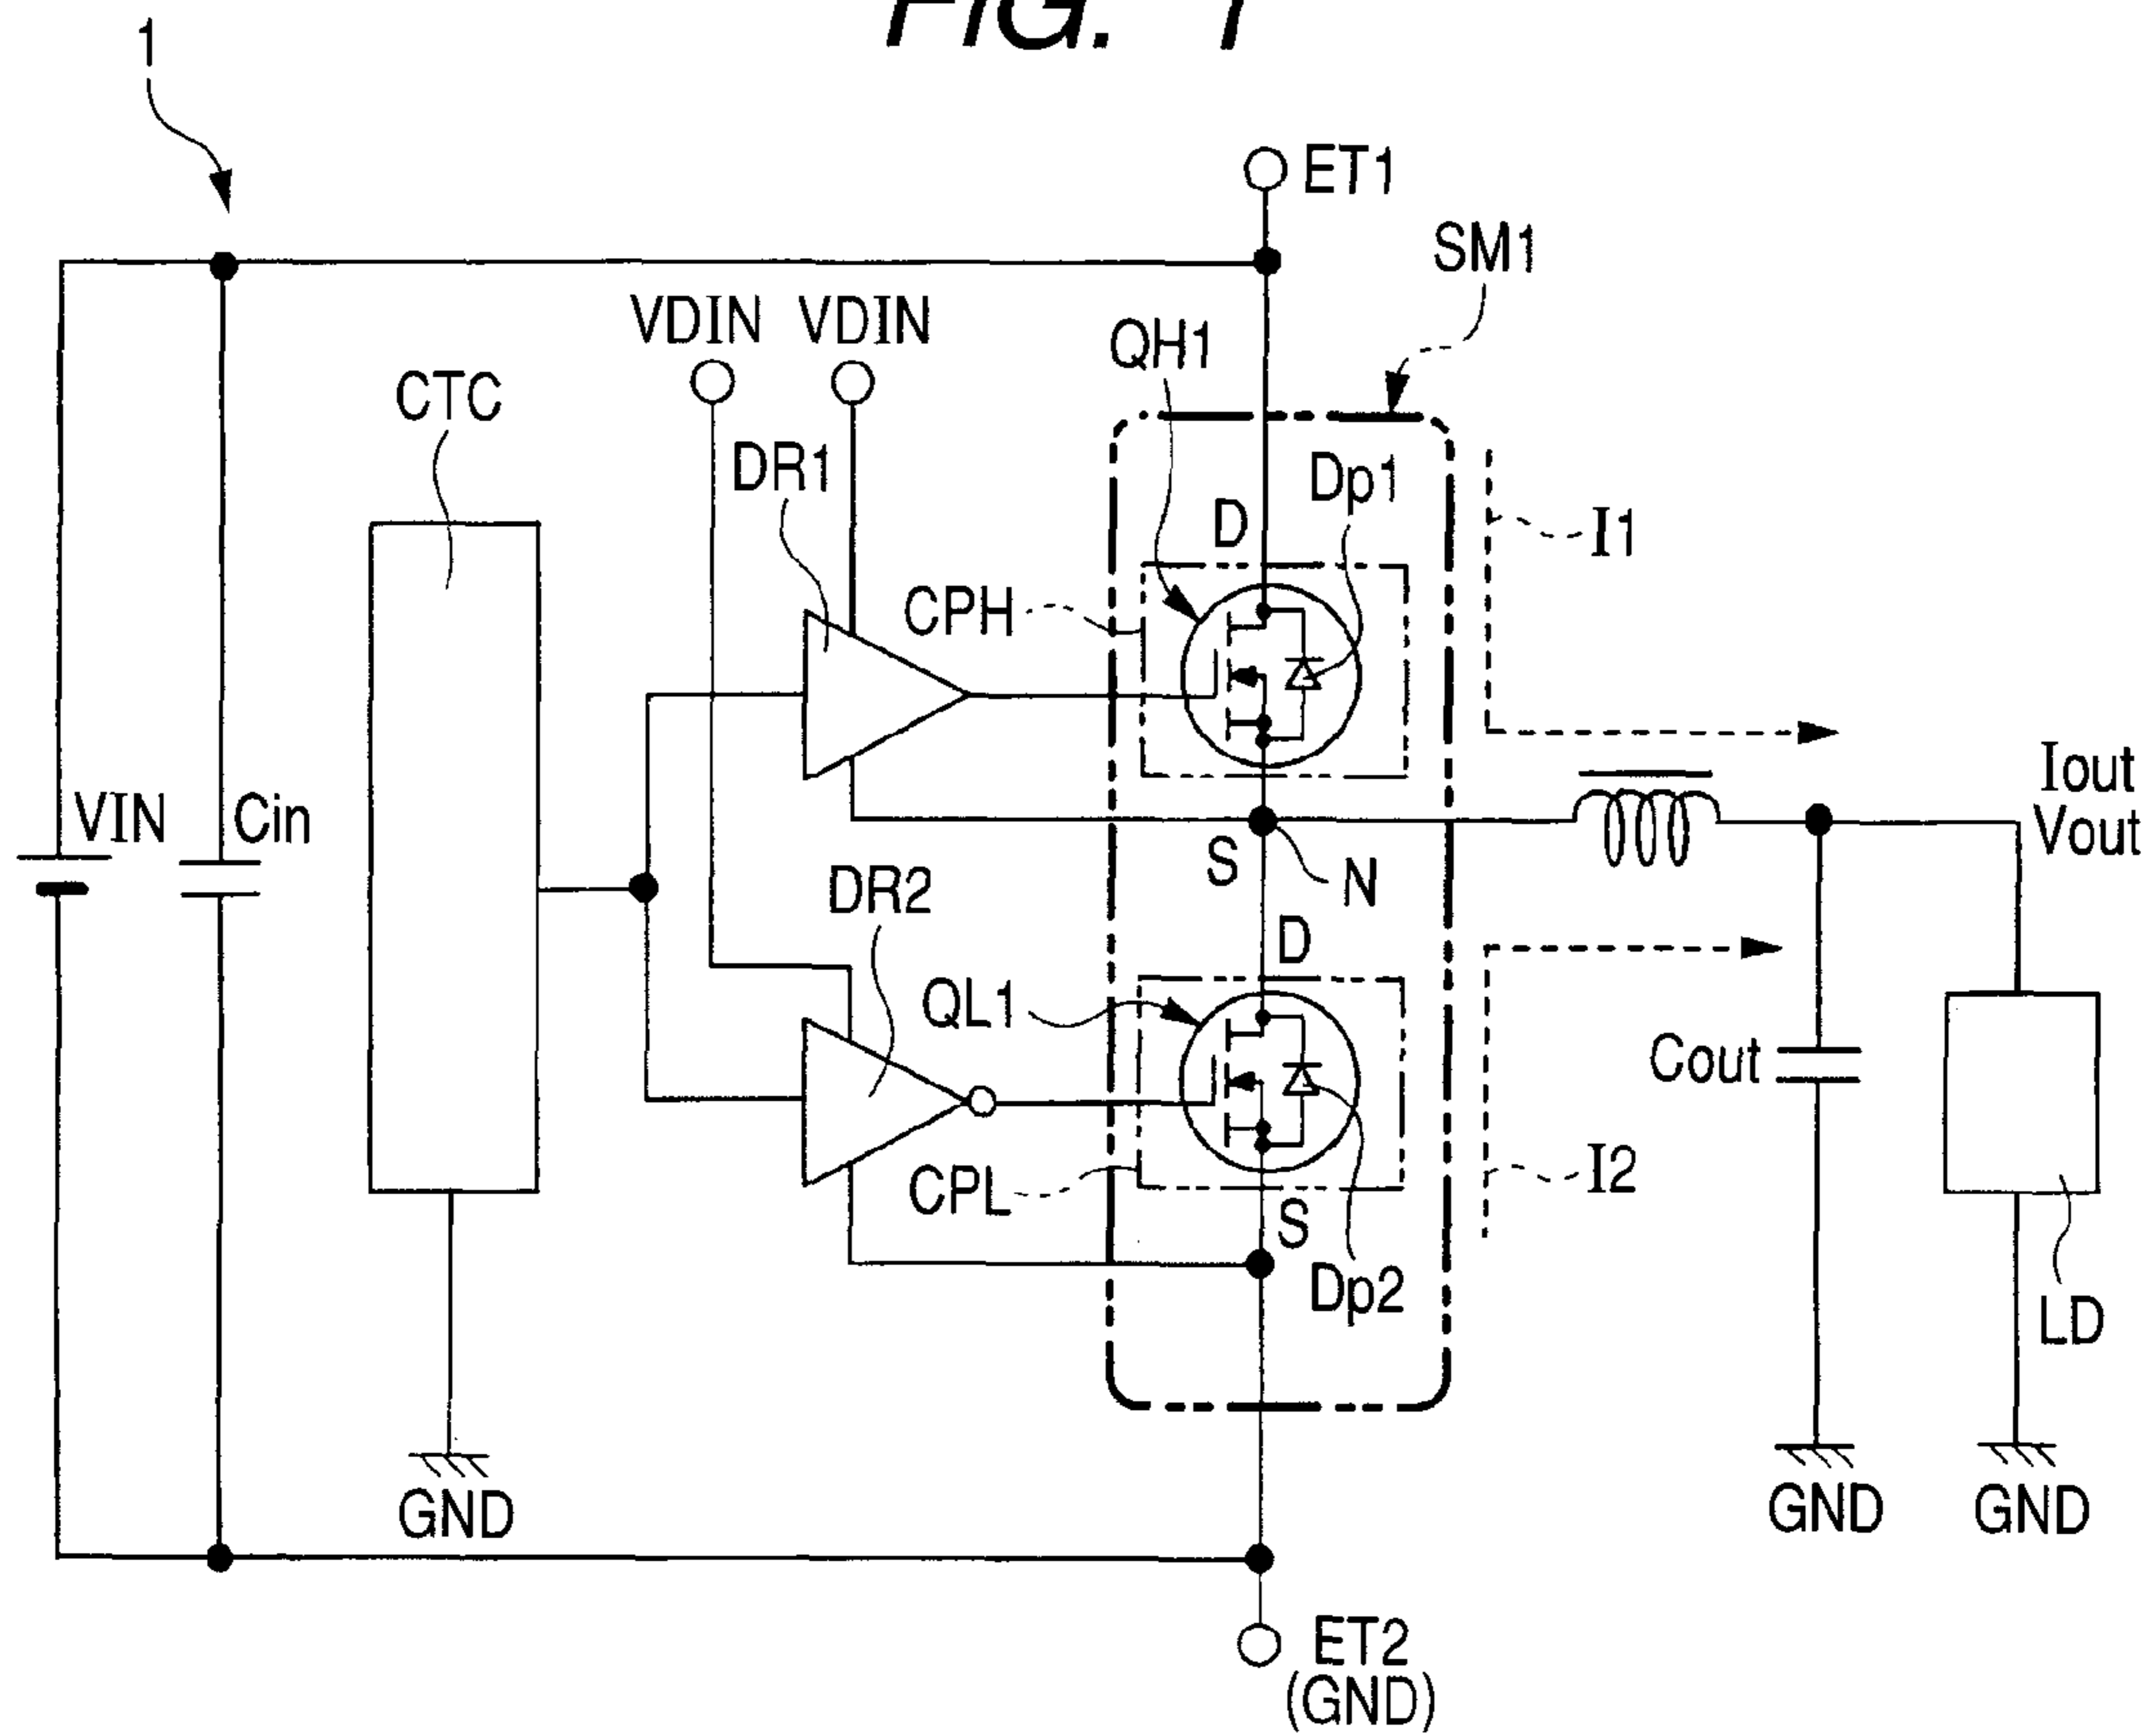 FIG. 1
1
ET1
SM1
VDIN VDIN
QH1
CTC
DR1
Dp1
D
I1
CPH
Iout
Vout
VIN
Cin
S
N
DR2
D
QL1
Cout
CPL
I2
S
Dp2
LD
GND
GND
GND
ET2
(GND)